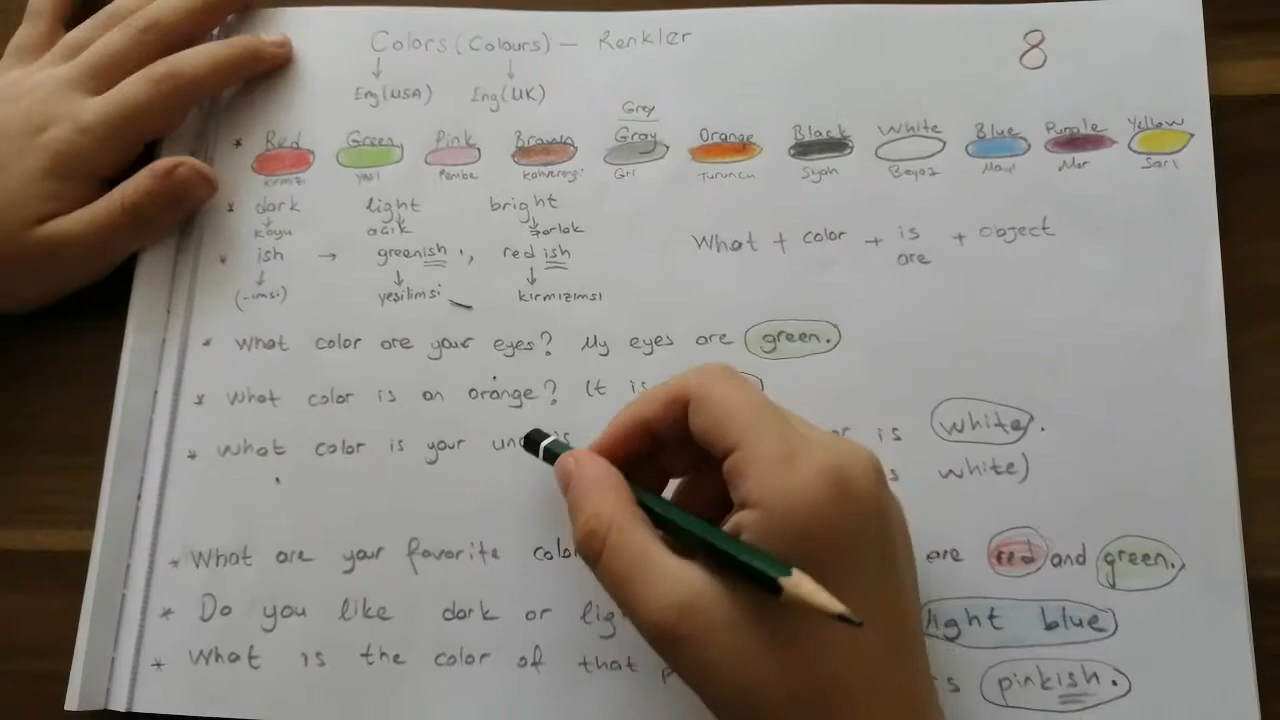 Colors (Colours) - Renkler
8
Eng(USA) Eng(UK)
Grey
* Red Green Pink Brown Gray Orange Black White Blue Purple Yellow
kırmızı yeşil Pembe kahverengi Gri Turuncu Siyah Beyaz Mavi Mor Sarı
* dark light bright
koyu açık parlak
What + color + is + object
are
* ish → greenish, redish
(-ımsı) yeşilimsi kırmızımsı
* What color are your eyes? My eyes are green.
* What color is an orange? It is
* What color is your is white.
white)
* What are your favorite are red and green.
* Do you like dark or light blue
* What is the color of that pinkish.